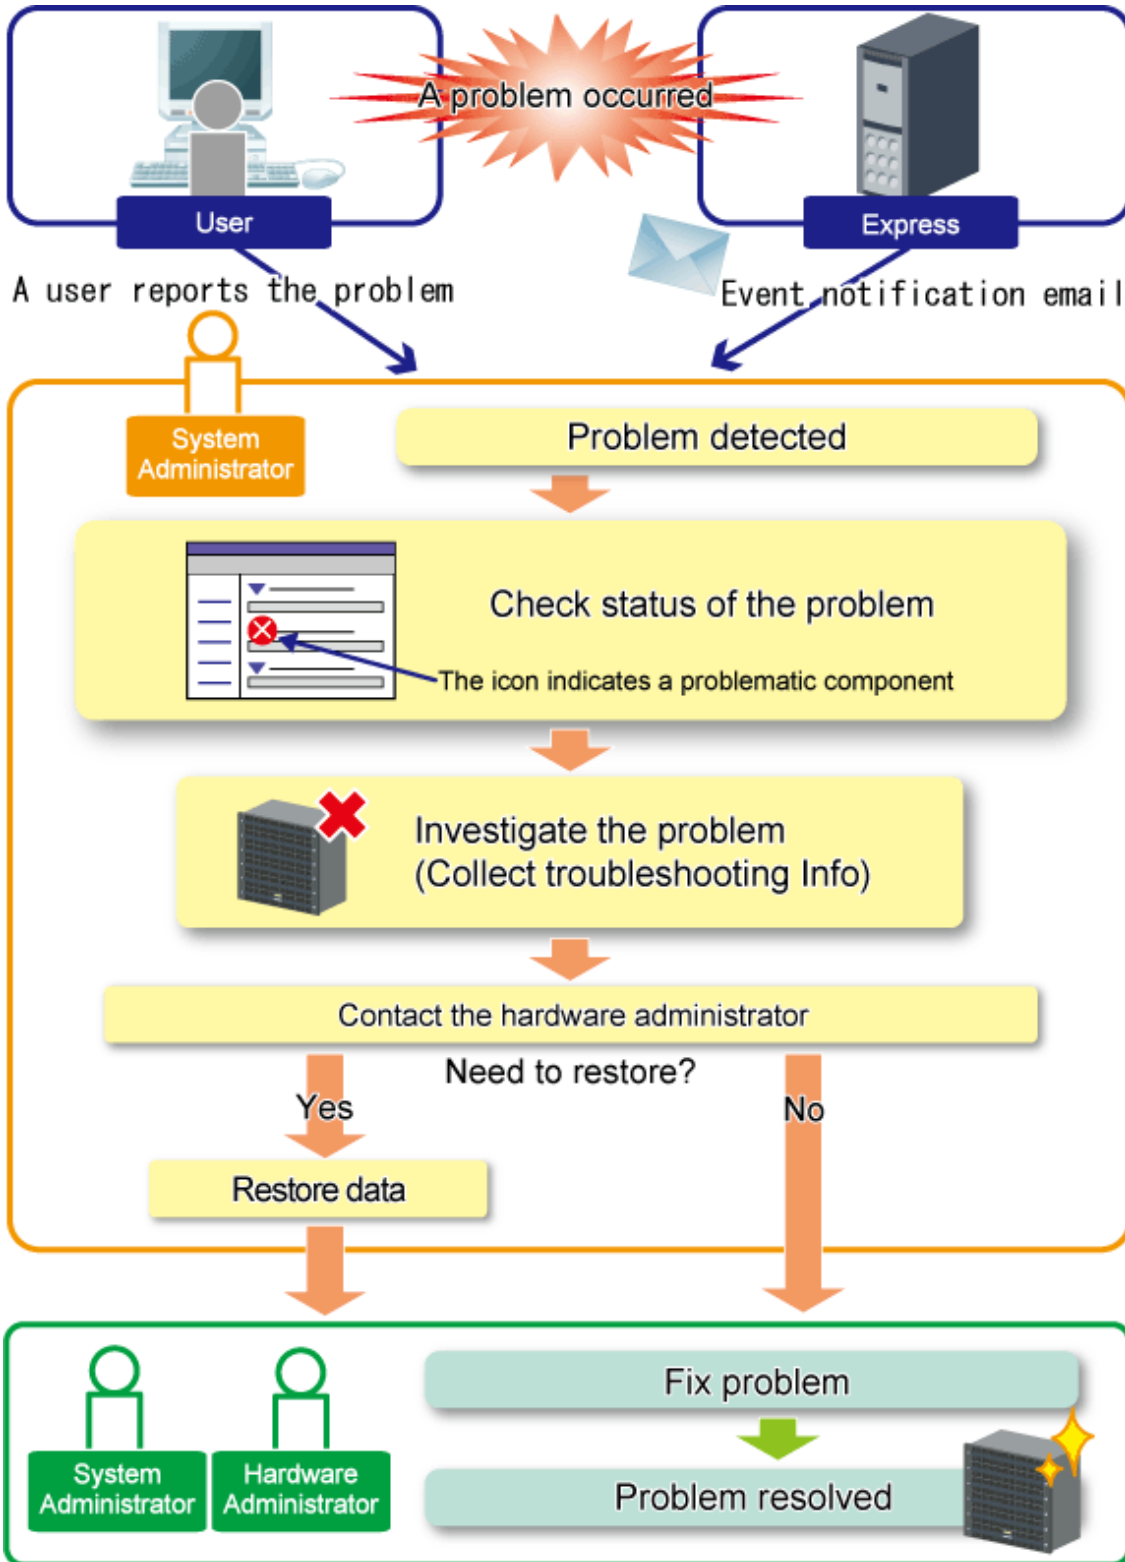 A problem occurred
User
Express
A user reports the problem
Event notification email
System
Administrator
Problem detected
Check status of the problem
The icon indicates a problematic component
Investigate the problem
(Collect troubleshooting Info)
Contact the hardware administrator
Need to restore?
Yes
No
Restore data
Fix problem
System
Administrator
Hardware
Administrator
Problem resolved